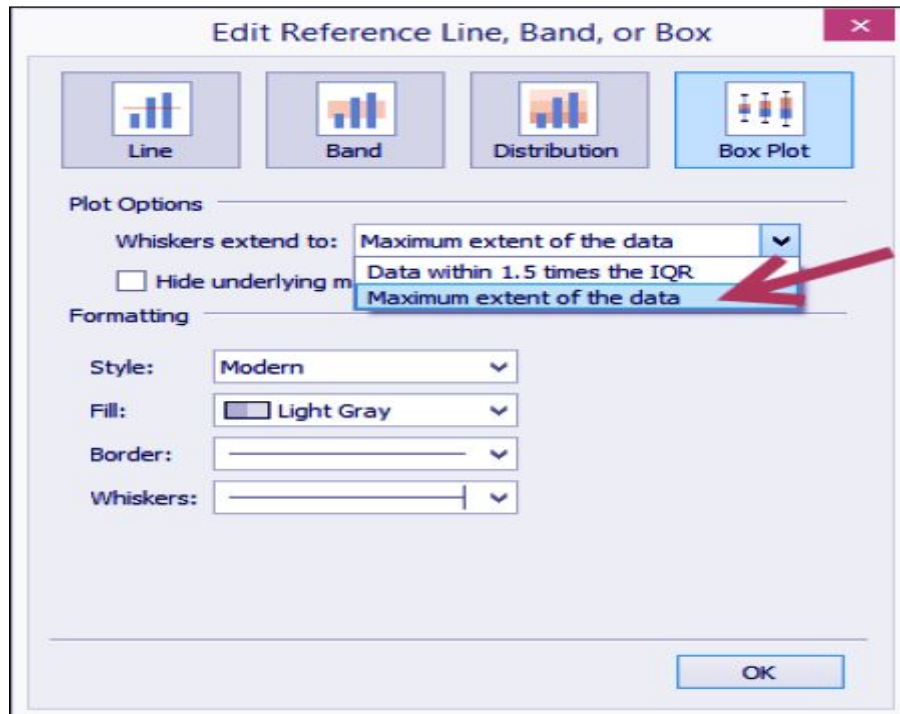 Edit Reference Line, Band, or Box
Line
Band
Distribution
Box Plot
Plot Options
Whiskers extend to: Maximum extent of the data
Data within 1.5 times the IQR
Hide underlying m
Maximum extent of the data
Formatting
Style: Modern
Fill: Light Gray
Border:
Whiskers:
OK